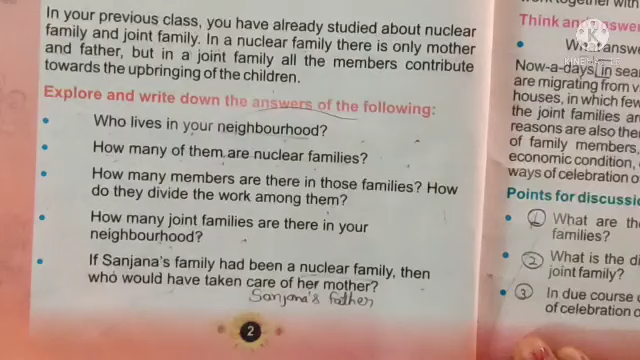 In your previous class, you have already studied about nuclear
family and joint family. In a nuclear family there is only mother
and father, but in a joint family all the members contribute
towards the upbringing of the children.
Explore and write down the answers of the following:
• Who lives in your neighbourhood?
• How many of them are nuclear families?
• How many members are there in those families? How
do they divide the work among them?
• How many joint families are there in your
neighbourhood?
• If Sanjana's family had been a nuclear family, then
who would have taken care of her mother?
Sanjana's father
2
together with
Think an
answe
Now-a-days in sea
are migrating from
houses, in which few
the joint families ar
reasons are also the
of family members,
economic condition,
ways of celebration o
Points for discussi
• 1 What are th
families?
• 2 What is the di
joint family?
• 3 In due course
of celebration o
KINEMASTER